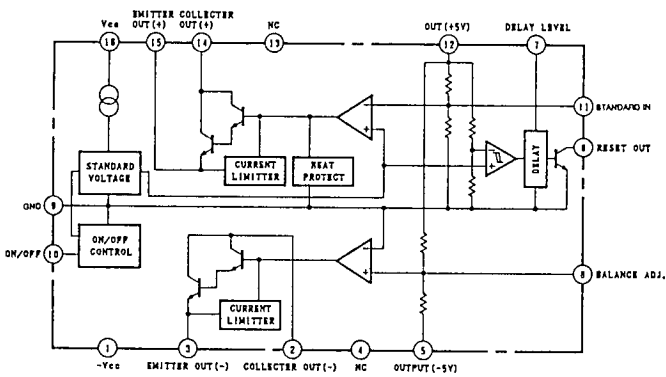 EMITTER COLLECTER
Vcc OUT(+) OUT(+) NC OUT(+5V) DELAY LEVEL
16 15 14 13 12 7
11 STANDARD IN
STANDARD
VOLTAGE
CURRENT
LIMITTER
HEAT
PROTECT
DELAY
8 RESET OUT
GND 9
ON/OFF
CONTROL
ON/OFF 10
CURRENT
LIMITTER
8 BALANCE ADJ.
1 3 2 4 5
-Vcc EMITTER OUT(-) COLLECTER OUT(-) NC OUTPUT(-5V)